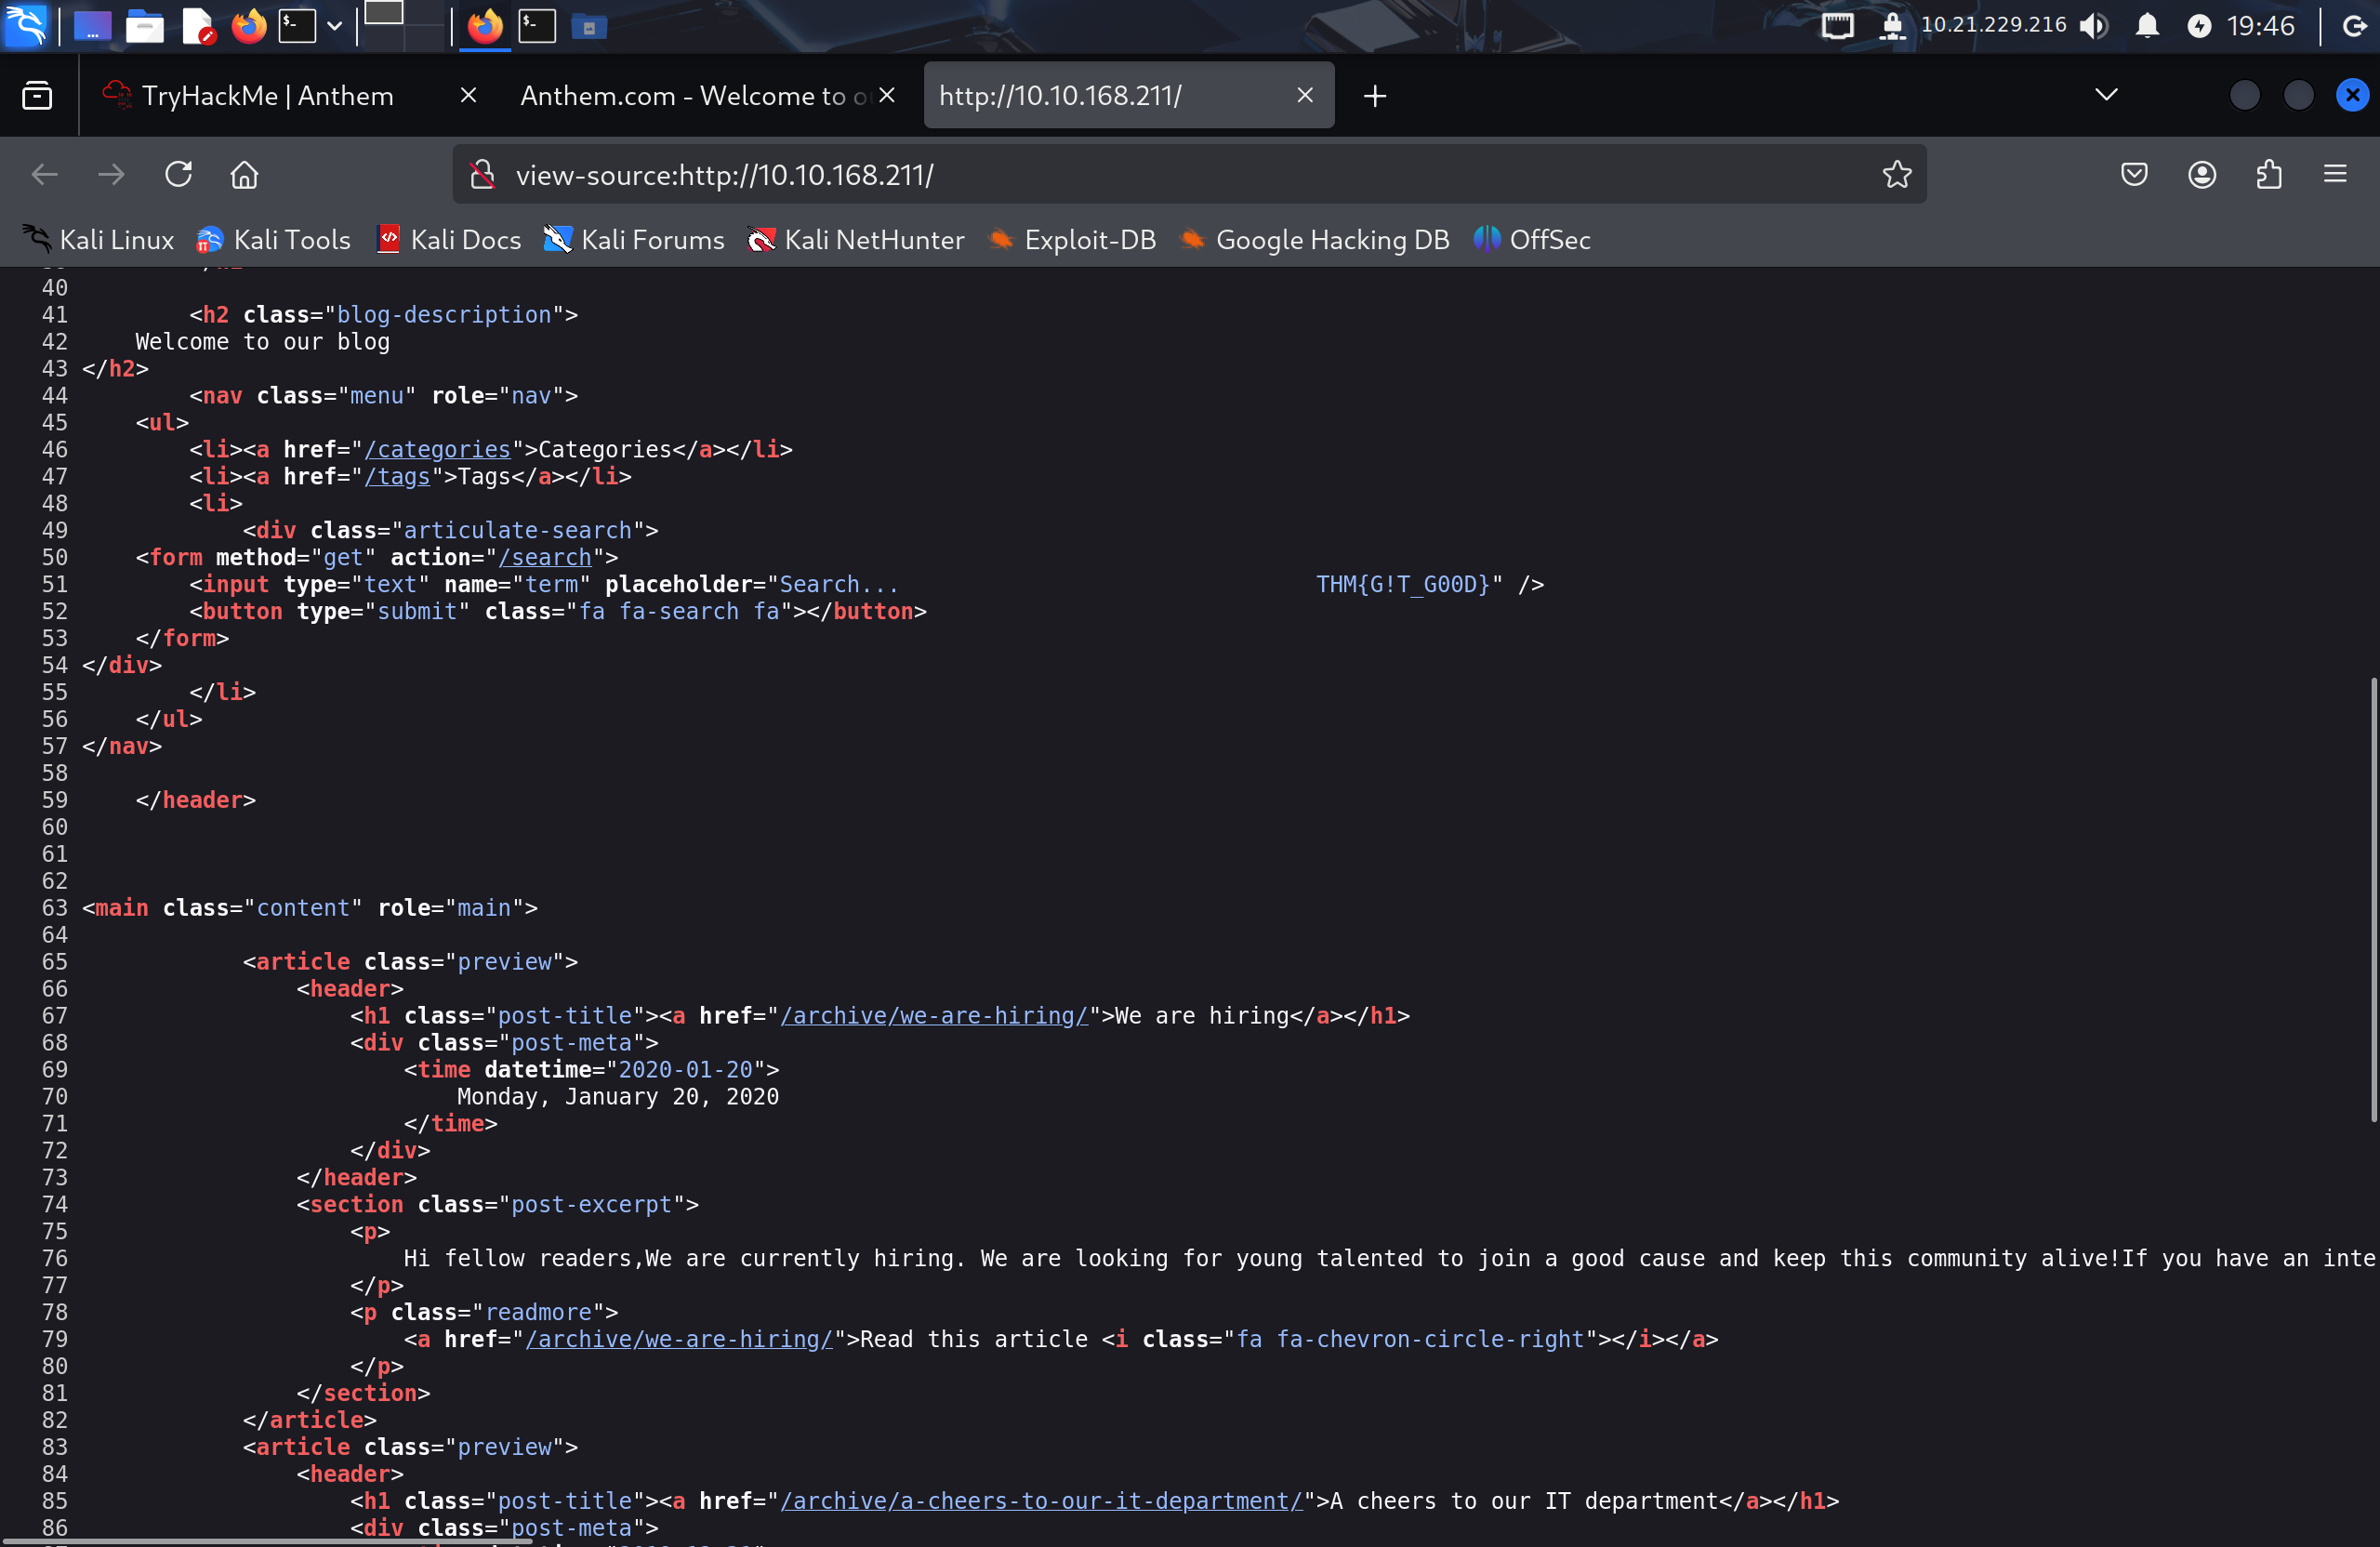 10.21.229.216 19:46
TryHackMe | Anthem Anthem.com - Welcome to o http://10.10.168.211/
view-source:http://10.10.168.211/
Kali Linux Kali Tools Kali Docs Kali Forums Kali NetHunter Exploit-DB Google Hacking DB OffSec
40
41 <h2 class="blog-description">
42 Welcome to our blog
43 </h2>
44 <nav class="menu" role="nav">
45 <ul>
46 <li><a href="/categories">Categories</a></li>
47 <li><a href="/tags">Tags</a></li>
48 <li>
49 <div class="articulate-search">
50 <form method="get" action="/search">
51 <input type="text" name="term" placeholder="Search... THM{G!T_G00D}" />
52 <button type="submit" class="fa fa-search fa"></button>
53 </form>
54 </div>
55 </li>
56 </ul>
57 </nav>
58
59 </header>
60
61
62
63 <main class="content" role="main">
64
65 <article class="preview">
66 <header>
67 <h1 class="post-title"><a href="/archive/we-are-hiring/">We are hiring</a></h1>
68 <div class="post-meta">
69 <time datetime="2020-01-20">
70 Monday, January 20, 2020
71 </time>
72 </div>
73 </header>
74 <section class="post-excerpt">
75 <p>
76 Hi fellow readers,We are currently hiring. We are looking for young talented to join a good cause and keep this community alive!If you have an inte
77 </p>
78 <p class="readmore">
79 <a href="/archive/we-are-hiring/">Read this article <i class="fa fa-chevron-circle-right"></i></a>
80 </p>
81 </section>
82 </article>
83 <article class="preview">
84 <header>
85 <h1 class="post-title"><a href="/archive/a-cheers-to-our-it-department/">A cheers to our IT department</a></h1>
86 <div class="post-meta">